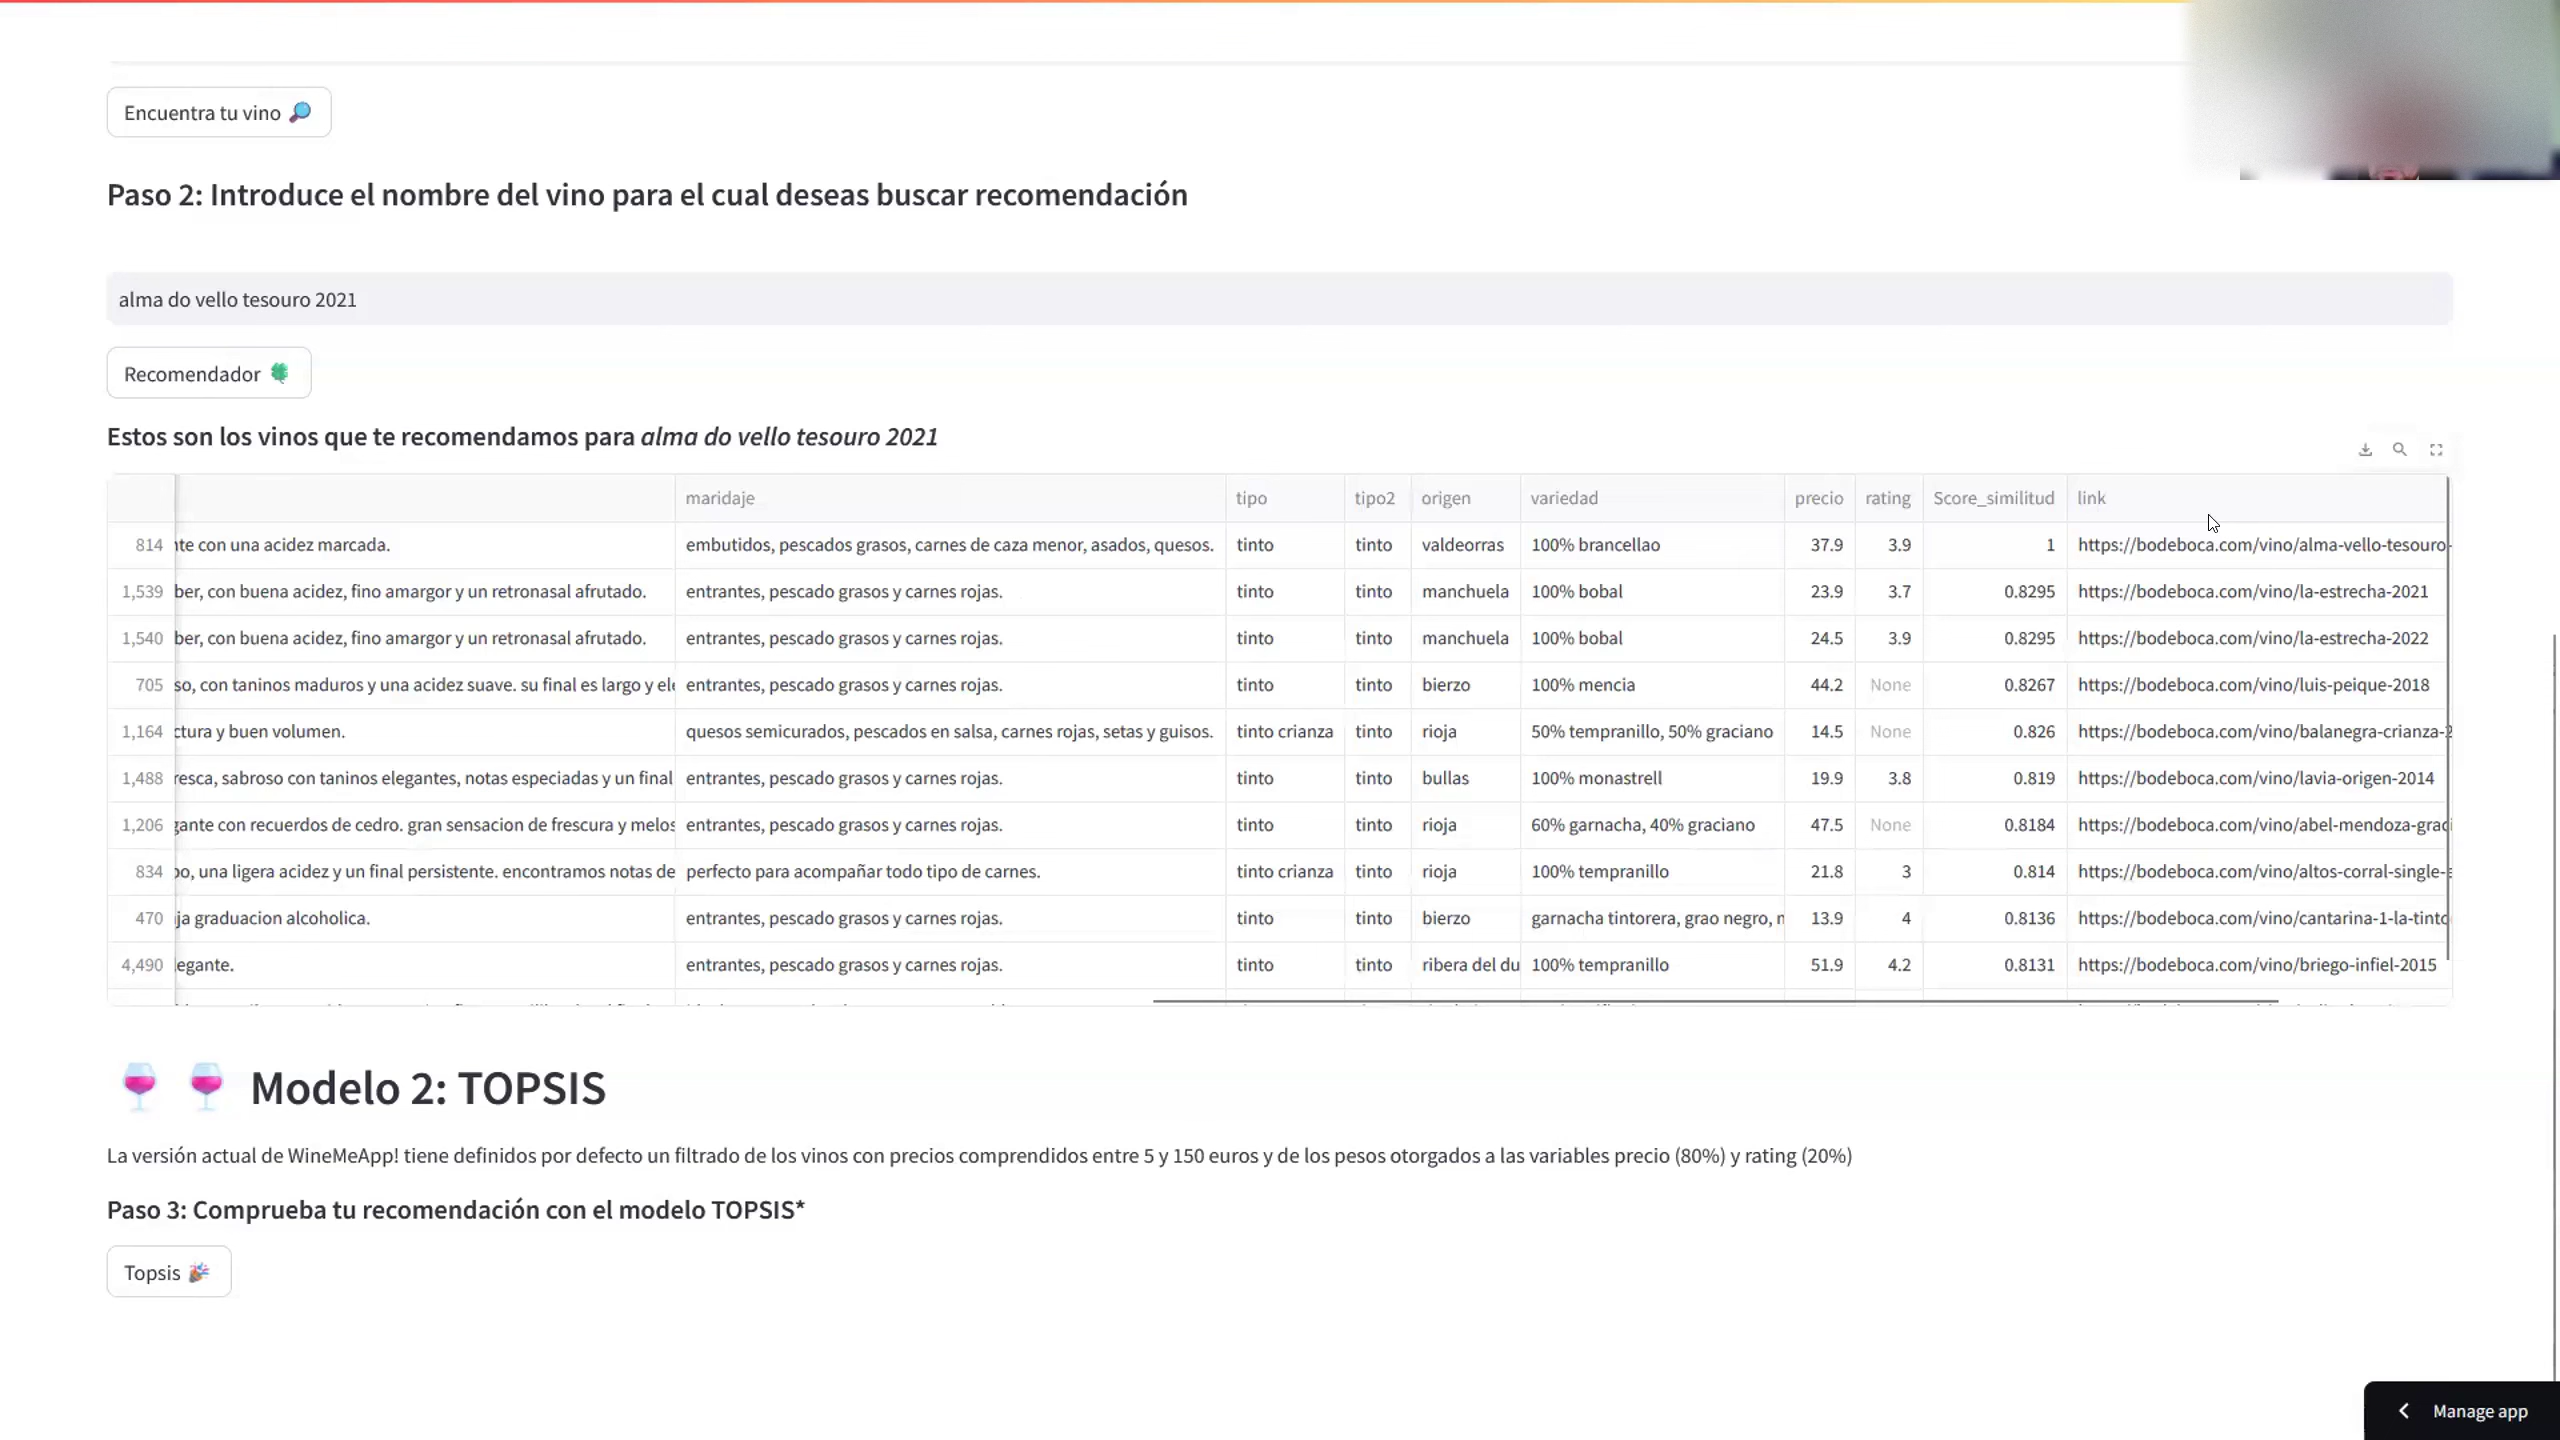 Encuentra tu vino 🔎
Paso 2: Introduce el nombre del vino para el cual deseas buscar recomendación
alma do vello tesouro 2021
Recomendador 🍀
Estos son los vinos que te recomendamos para alma do vello tesouro 2021
maridaje tipo tipo2 origen variedad precio rating Score_similitud link
814 nte con una acidez marcada. embutidos, pescados grasos, carnes de caza menor, asados, quesos. tinto tinto valdeorras 100% brancellao 37.9 3.9 1 https://bodeboca.com/vino/alma-vello-tesouro-
1,539 ber, con buena acidez, fino amargor y un retronasal afrutado. entrantes, pescado grasos y carnes rojas. tinto tinto manchuela 100% bobal 23.9 3.7 0.8295 https://bodeboca.com/vino/la-estrecha-2021
1,540 ber, con buena acidez, fino amargor y un retronasal afrutado. entrantes, pescado grasos y carnes rojas. tinto tinto manchuela 100% bobal 24.5 3.9 0.8295 https://bodeboca.com/vino/la-estrecha-2022
705 so, con taninos maduros y una acidez suave. su final es largo y ele entrantes, pescado grasos y carnes rojas. tinto tinto bierzo 100% mencia 44.2 None 0.8267 https://bodeboca.com/vino/luis-peique-2018
1,164 ctura y buen volumen. quesos semicurados, pescados en salsa, carnes rojas, setas y guisos. tinto crianza tinto rioja 50% tempranillo, 50% graciano 14.5 None 0.826 https://bodeboca.com/vino/balanegra-crianza-2
1,488 resca, sabroso con taninos elegantes, notas especiadas y un final entrantes, pescado grasos y carnes rojas. tinto tinto bullas 100% monastrell 19.9 3.8 0.819 https://bodeboca.com/vino/lavia-origen-2014
1,206 gante con recuerdos de cedro. gran sensacion de frescura y melos entrantes, pescado grasos y carnes rojas. tinto tinto rioja 60% garnacha, 40% graciano 47.5 None 0.8184 https://bodeboca.com/vino/abel-mendoza-graci
834 po, una ligera acidez y un final persistente. encontramos notas de perfecto para acompañar todo tipo de carnes. tinto crianza tinto rioja 100% tempranillo 21.8 3 0.814 https://bodeboca.com/vino/altos-corral-single-e
470 ja graduacion alcoholica. entrantes, pescado grasos y carnes rojas. tinto tinto bierzo garnacha tintorera, grao negro, m 13.9 4 0.8136 https://bodeboca.com/vino/cantarina-1-la-tinto
4,490 legante. entrantes, pescado grasos y carnes rojas. tinto tinto ribera del du 100% tempranillo 51.9 4.2 0.8131 https://bodeboca.com/vino/briego-infiel-2015
🍷 🍷 Modelo 2: TOPSIS
La versión actual de WineMeApp! tiene definidos por defecto un filtrado de los vinos con precios comprendidos entre 5 y 150 euros y de los pesos otorgados a las variables precio (80%) y rating (20%)
Paso 3: Comprueba tu recomendación con el modelo TOPSIS*
Topsis 🎉
Manage app